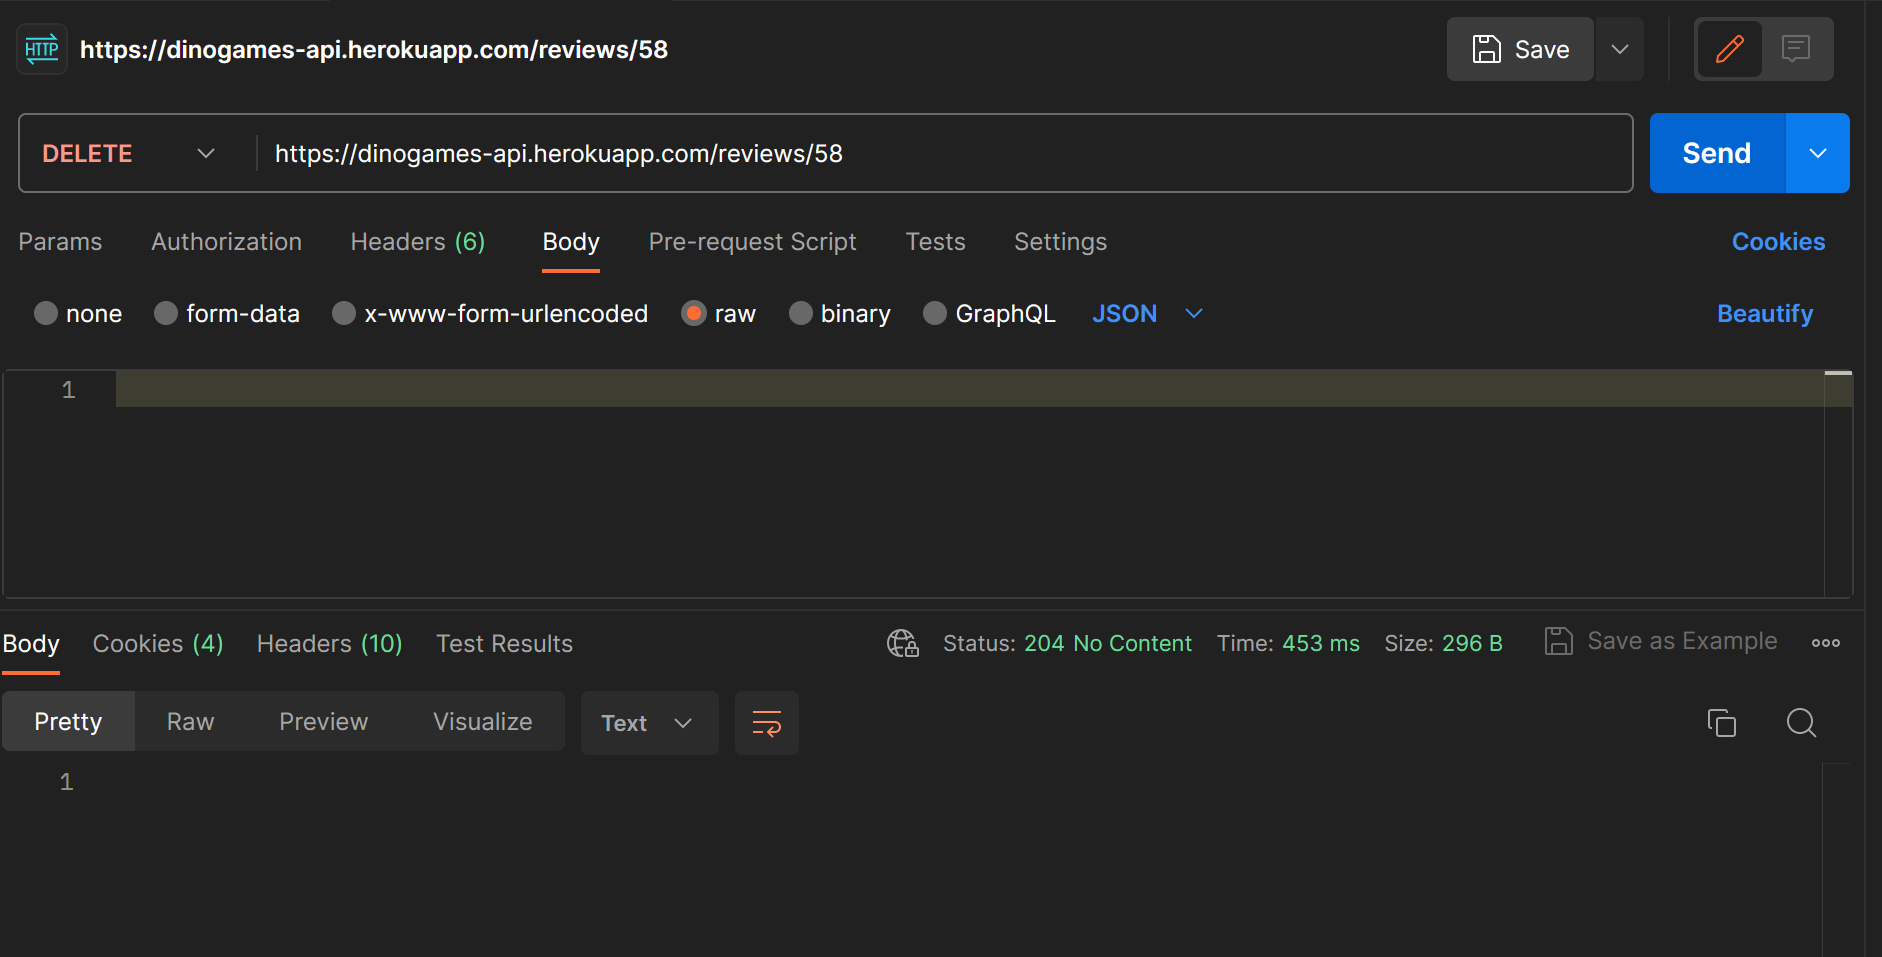 HTTP https://dinogames-api.herokuapp.com/reviews/58 Save
DELETE https://dinogames-api.herokuapp.com/reviews/58 Send
Params Authorization Headers (6) Body Pre-request Script Tests Settings Cookies
none form-data x-www-form-urlencoded raw binary GraphQL JSON Beautify
1
Body Cookies (4) Headers (10) Test Results Status: 204 No Content Time: 453 ms Size: 296 B Save as Example
Pretty Raw Preview Visualize Text
1